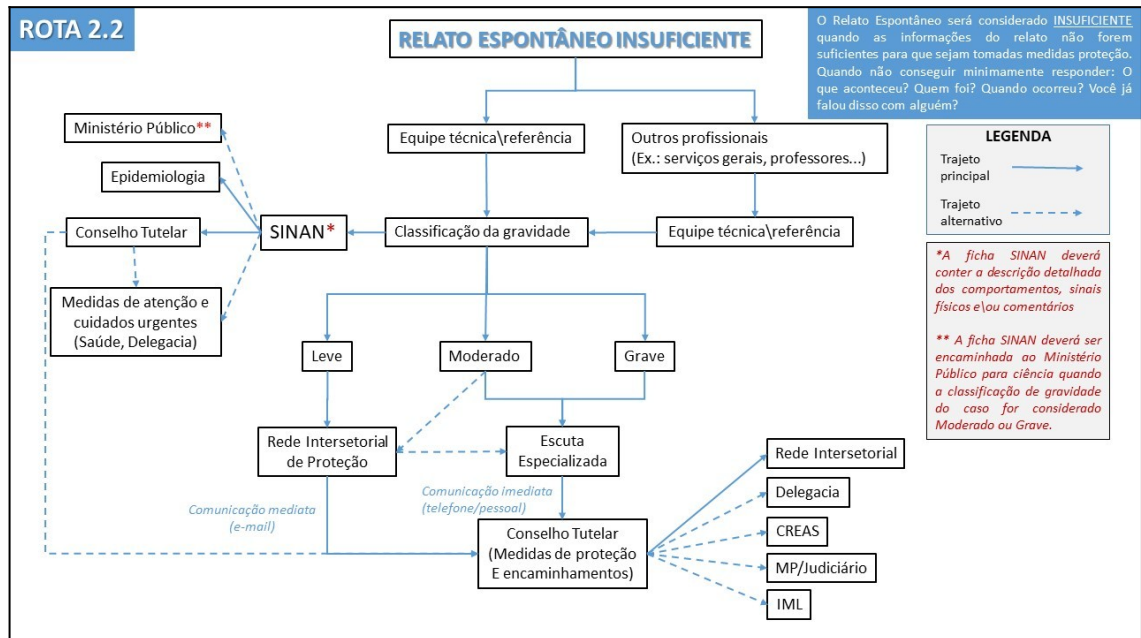 ROTA 2.2
RELATO ESPONTÂNEO INSUFICIENTE
O Relato Espontâneo será considerado INSUFICIENTE
quando as informações do relato não forem
suficientes para que sejam tomadas medidas proteção.
Quando não conseguir minimamente responder: O
que aconteceu? Quem foi? Quando ocorreu? Você já
falou disso com alguém?
Ministério Público**
Epidemiologia
Conselho Tutelar
SINAN*
Medidas de atenção e
cuidados urgentes
(Saúde, Delegacia)
Equipe técnica\referência
Outros profissionais
(Ex.: serviços gerais, professores...)
Classificação da gravidade
Equipe técnica\referência
LEGENDA
Trajeto
principal
Trajeto
alternativo
*A ficha SINAN deverá
conter a descrição detalhada
dos comportamentos, sinais
físicos e\ou comentários
** A ficha SINAN deverá ser
encaminhada ao Ministério
Público para ciência quando
a classificação de gravidade
do caso for considerado
Moderado ou Grave.
Leve
Moderado
Grave
Rede Intersetorial
de Proteção
Escuta
Especializada
Comunicação mediata
(e-mail)
Comunicação imediata
(telefone/pessoal)
Conselho Tutelar
(Medidas de proteção
E encaminhamentos)
Rede Intersetorial
Delegacia
CREAS
MP/Judiciário
IML